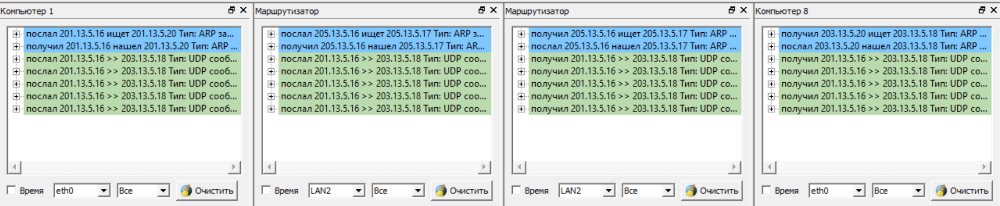 Компьютер 1
послал 201.13.5.16 ищет 201.13.5.20 Тип: ARP за...
получил 201.13.5.16 нашел 201.13.5.20 Тип: ARP ...
послал 201.13.5.16 >> 203.13.5.18 Тип: UDP сооб...
послал 201.13.5.16 >> 203.13.5.18 Тип: UDP сооб...
послал 201.13.5.16 >> 203.13.5.18 Тип: UDP сооб...
послал 201.13.5.16 >> 203.13.5.18 Тип: UDP сооб...
послал 201.13.5.16 >> 203.13.5.18 Тип: UDP сооб...
Время eth0 Все Очистить
Маршрутизатор
послал 205.13.5.16 ищет 205.13.5.17 Тип: ARP з...
получил 205.13.5.16 нашел 205.13.5.17 Тип: AR...
послал 201.13.5.16 >> 203.13.5.18 Тип: UDP соо...
послал 201.13.5.16 >> 203.13.5.18 Тип: UDP соо...
послал 201.13.5.16 >> 203.13.5.18 Тип: UDP соо...
послал 201.13.5.16 >> 203.13.5.18 Тип: UDP соо...
послал 201.13.5.16 >> 203.13.5.18 Тип: UDP соо...
Время LAN2 Все Очистить
Маршрутизатор
получил 205.13.5.16 ищет 205.13.5.17 Тип: ARP ...
послал 205.13.5.16 нашел 205.13.5.17 Тип: ARP ...
получил 201.13.5.16 >> 203.13.5.18 Тип: UDP со...
получил 201.13.5.16 >> 203.13.5.18 Тип: UDP со...
получил 201.13.5.16 >> 203.13.5.18 Тип: UDP со...
получил 201.13.5.16 >> 203.13.5.18 Тип: UDP со...
получил 201.13.5.16 >> 203.13.5.18 Тип: UDP со...
Время LAN2 Все Очистить
Компьютер 8
получил 203.13.5.20 ищет 203.13.5.18 Тип: ARP ...
послал 203.13.5.20 нашел 203.13.5.18 Тип: ARP ...
получил 201.13.5.16 >> 203.13.5.18 Тип: UDP со...
получил 201.13.5.16 >> 203.13.5.18 Тип: UDP со...
получил 201.13.5.16 >> 203.13.5.18 Тип: UDP со...
получил 201.13.5.16 >> 203.13.5.18 Тип: UDP со...
получил 201.13.5.16 >> 203.13.5.18 Тип: UDP со...
Время eth0 Все Очистить